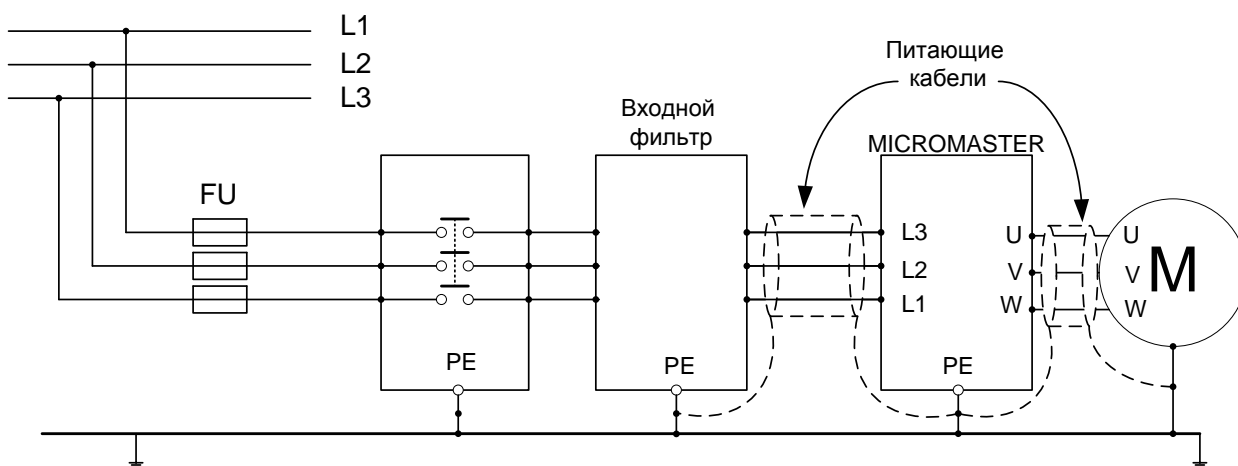 L1
L2
L3
Питающие
кабели
Входной
фильтр
MICROMASTER
FU
L3
L2
L1
U
V
W
U
V
W
M
PE
PE
PE